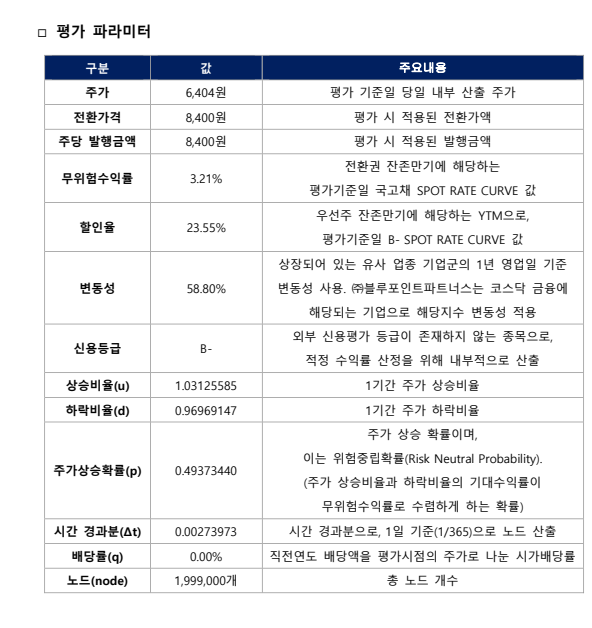 □ 평가 파라미터
구분 값 주요내용
주가 6,404원 평가 기준일 당일 내부 산출 주가
전환가격 8,400원 평가 시 적용된 전환가액
주당 발행금액 8,400원 평가 시 적용된 발행금액
무위험수익률 3.21% 전환권 잔존만기에 해당하는
평가기준일 국고채 SPOT RATE CURVE 값
할인율 23.55% 우선주 잔존만기에 해당하는 YTM으로,
평가기준일 B- SPOT RATE CURVE 값
변동성 58.80% 상장되어 있는 유사 업종 기업군의 1년 영업일 기준
변동성 사용. ㈜블루포인트파트너스는 코스닥 금융에
해당되는 기업으로 해당지수 변동성 적용
신용등급 B- 외부 신용평가 등급이 존재하지 않는 종목으로,
적정 수익률 산정을 위해 내부적으로 산출
상승비율(u) 1.03125585 1기간 주가 상승비율
하락비율(d) 0.96969147 1기간 주가 하락비율
주가상승확률(p) 0.49373440 주가 상승 확률이며,
이는 위험중립확률(Risk Neutral Probability).
(주가 상승비율과 하락비율의 기대수익률이
무위험수익률로 수렴하게 하는 확률)
시간 경과분(Δt) 0.00273973 시간 경과분으로, 1일 기준(1/365)으로 노드 산출
배당률(q) 0.00% 직전연도 배당액을 평가시점의 주가로 나눈 시가배당률
노드(node) 1,999,000개 총 노드 개수